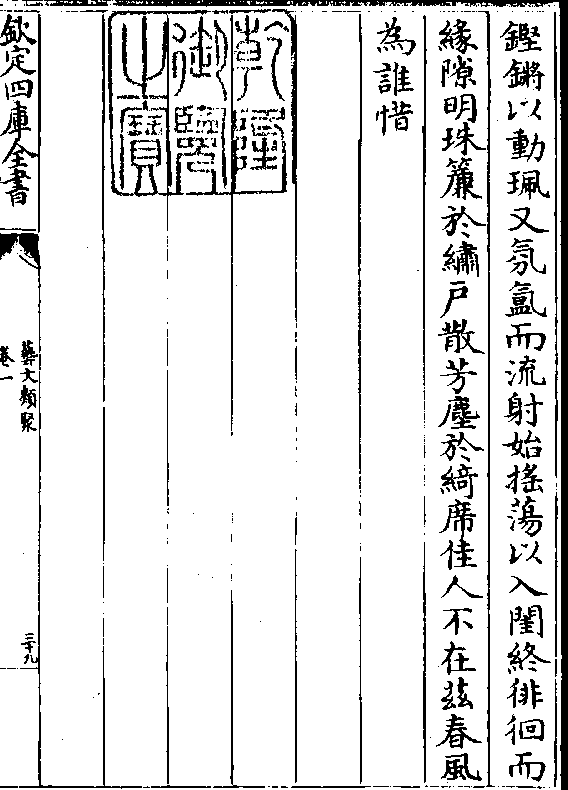 鏗鏘以動珮又氛氳而流射始搖蕩以入閨終徘徊而
緣隙明珠簾於繡戶散芳塵於綺席佳人不在兹春風
為誰惜
乾隆
御覽
之寶
欽定四庫全書
藝文類聚
卷一
三十九